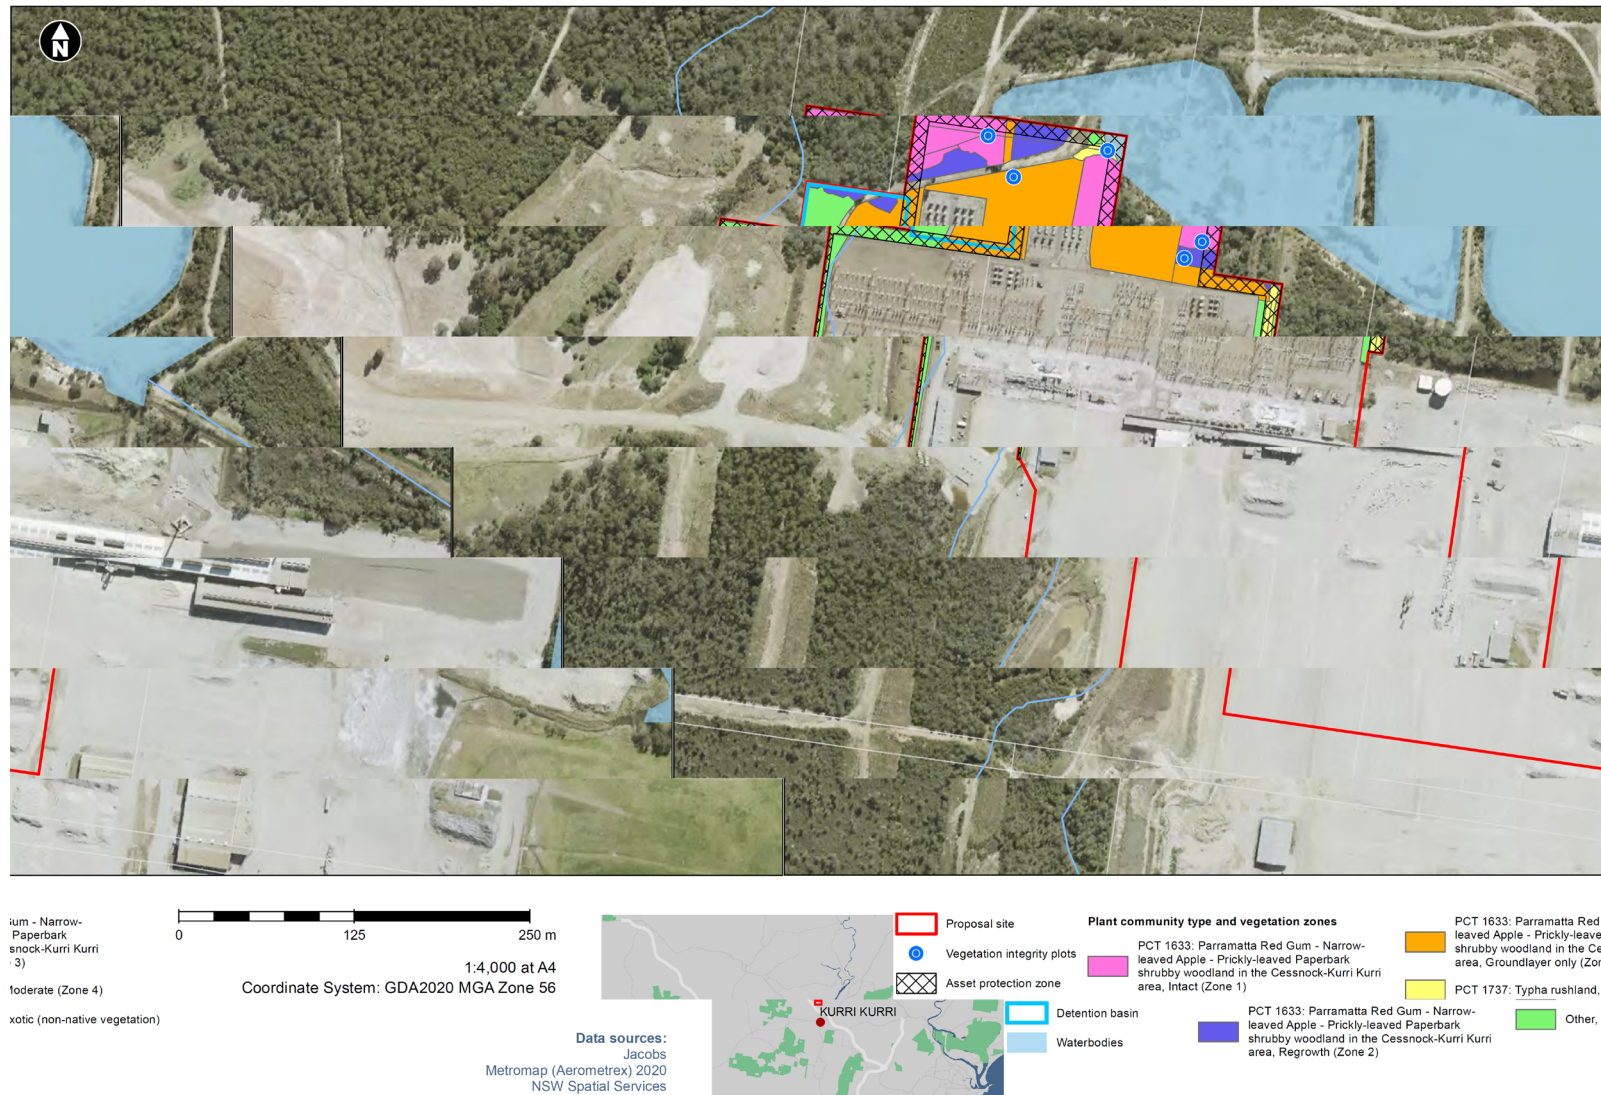 N
Gum - Narrow-
Paperbark
ssnock-Kurri Kurri
3)
Moderate (Zone 4)
xotic (non-native vegetation)
0 125 250 m
1:4,000 at A4
Coordinate System: GDA2020 MGA Zone 56
Data sources:
Jacobs
Metromap (Aerometrex) 2020
NSW Spatial Services
KURRI KURRI
Proposal site
Vegetation integrity plots
Asset protection zone
Detention basin
Waterbodies
Plant community type and vegetation zones
PCT 1633: Parramatta Red Gum - Narrow-
leaved Apple - Prickly-leaved Paperbark
shrubby woodland in the Cessnock-Kurri Kurri
area, Intact (Zone 1)
PCT 1633: Parramatta Red Gum - Narrow-
leaved Apple - Prickly-leaved Paperbark
shrubby woodland in the Cessnock-Kurri Kurri
area, Regrowth (Zone 2)
PCT 1633: Parramatta Red
leaved Apple - Prickly-leave
shrubby woodland in the Ce
area, Groundlayer only (Zon
PCT 1737: Typha rushland,
Other,